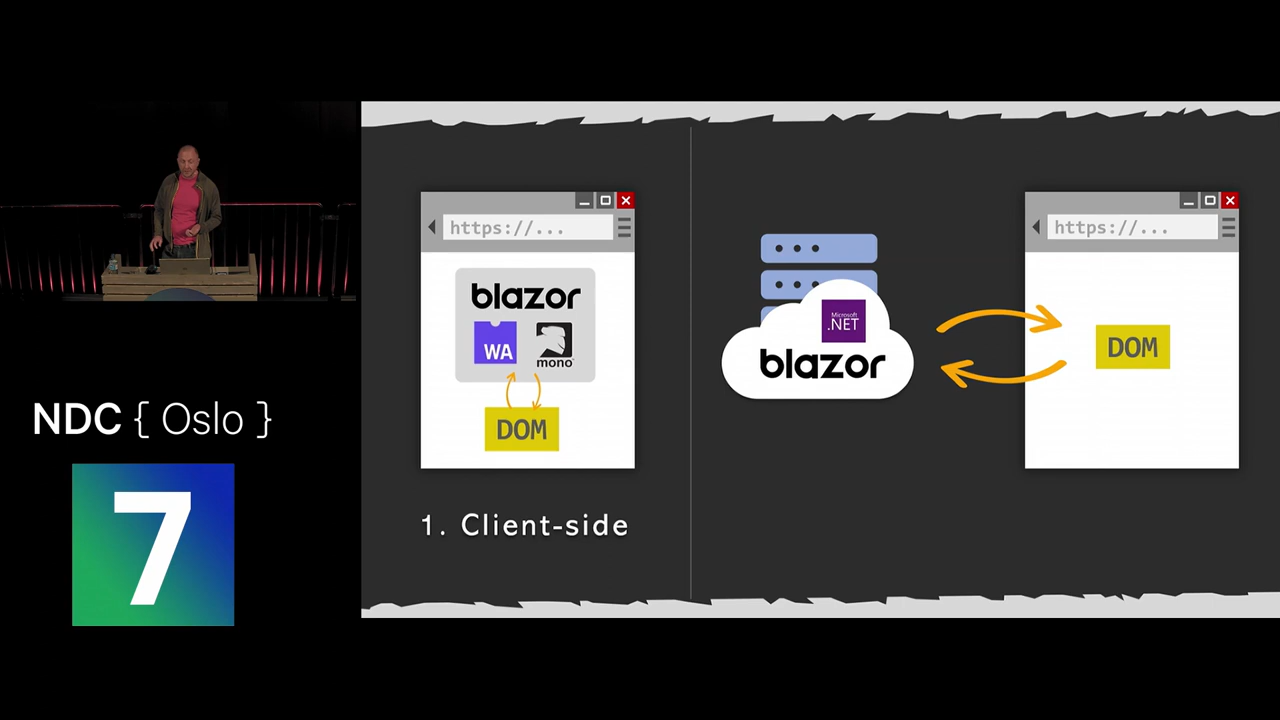 NDC { Oslo }
7
https://...
blazor
WA
mono
DOM
1. Client-side
Microsoft
.NET
blazor
https://...
DOM